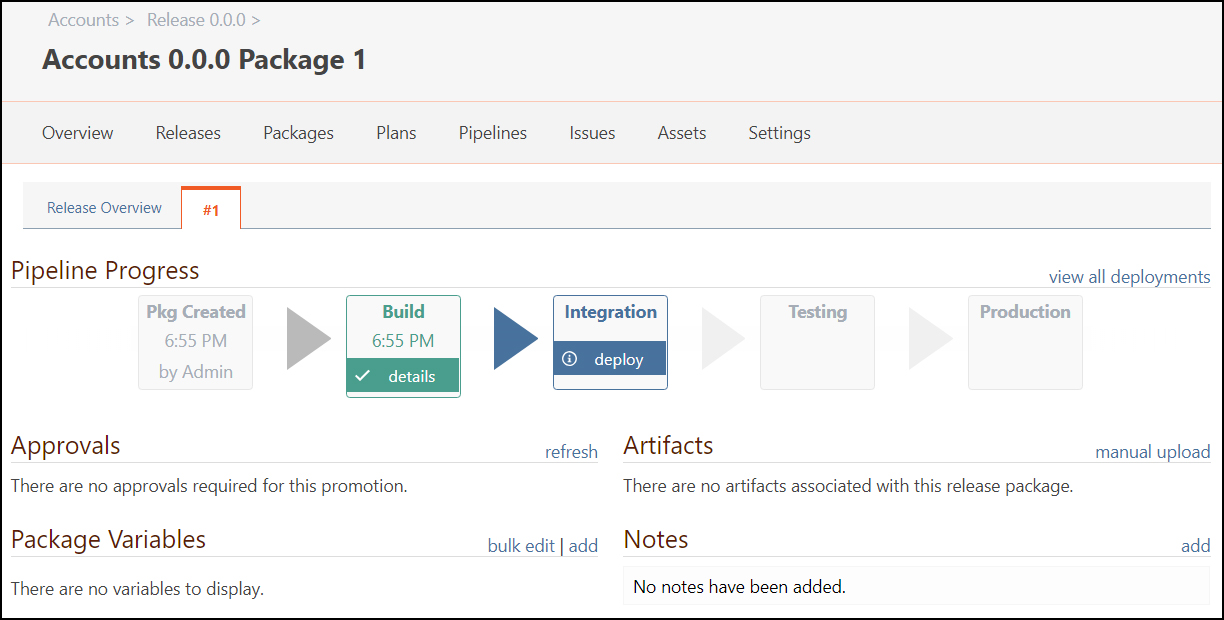 Accounts > Release 0.0.0 >
Accounts 0.0.0 Package 1
Overview Releases Packages Plans Pipelines Issues Assets Settings
Release Overview #1
Pipeline Progress view all deployments
Pkg Created Build Integration Testing Production
6:55 PM 6:55 PM deploy
by Admin details
Approvals refresh
There are no approvals required for this promotion.
Artifacts manual upload
There are no artifacts associated with this release package.
Package Variables bulk edit | add
There are no variables to display.
Notes add
No notes have been added.